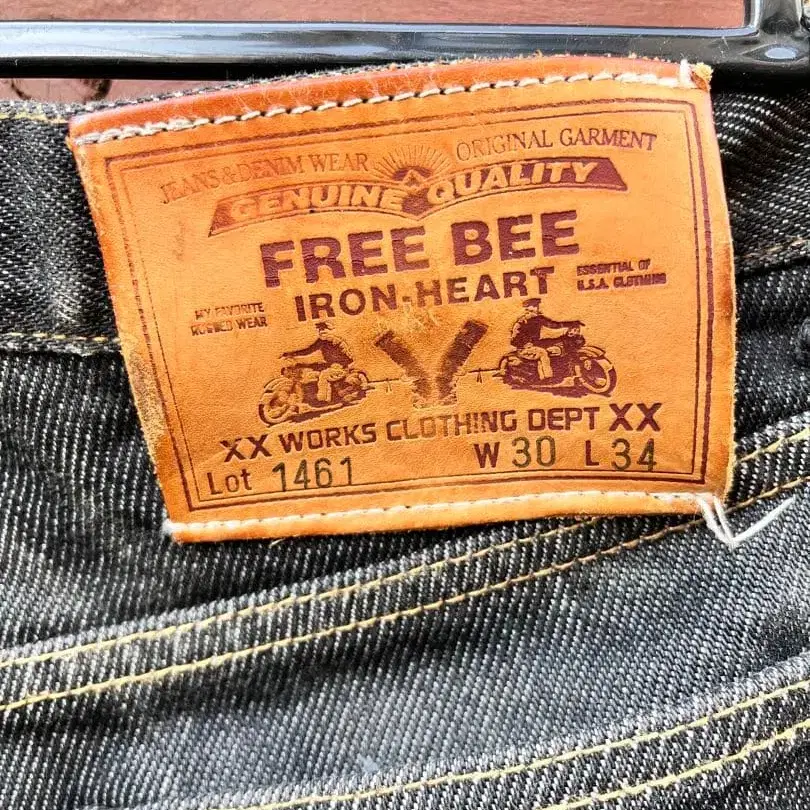 JEANS & DENIM WEAR ORIGINAL GARMENT
GENUINE QUALITY
FREE BEE
IRON-HEART
MY FAVORITE
RUGGED WEAR
ESSENTIAL OF
U.S.A. CLOTHING
XX WORKS CLOTHING DEPT XX
Lot 1461 W 30 L 34